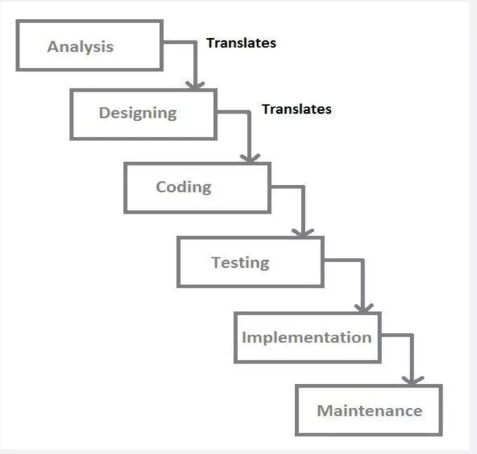 Analysis
Translates
Designing
Translates
Coding
Testing
Implementation
Maintenance